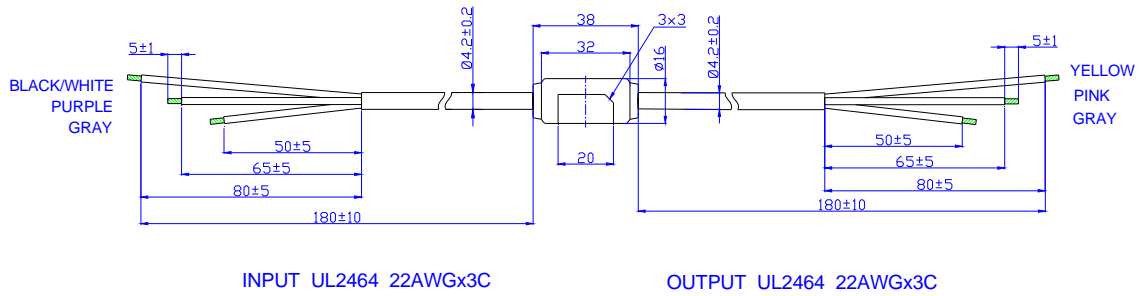 38
3×3
32
5±1
Ø4.2±0.2
Ø16
Ø4.2±0.2
5±1
BLACK/WHITE
PURPLE
GRAY
YELLOW
PINK
GRAY
50±5
20
50±5
65±5
65±5
80±5
80±5
180±10
180±10
INPUT UL2464 22AWGx3C
OUTPUT UL2464 22AWGx3C